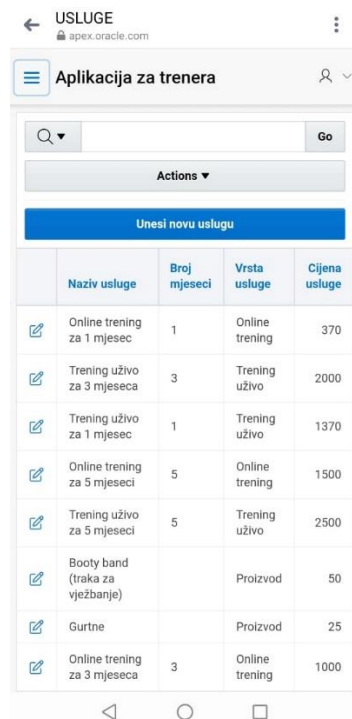 USLUGE
apex.oracle.com
Aplikacija za trenera
Go
Actions
Unesi novu uslugu
Naziv usluge Broj mjeseci Vrsta usluge Cijena usluge
Online trening za 1 mjesec 1 Online trening 370
Trening uživo za 3 mjeseca 3 Trening uživo 2000
Trening uživo za 1 mjesec 1 Trening uživo 1370
Online trening za 5 mjeseci 5 Online trening 1500
Trening uživo za 5 mjeseci 5 Trening uživo 2500
Booty band (traka za vježbanje) Proizvod 50
Gurtne Proizvod 25
Online trening za 3 mjeseca 3 Online trening 1000